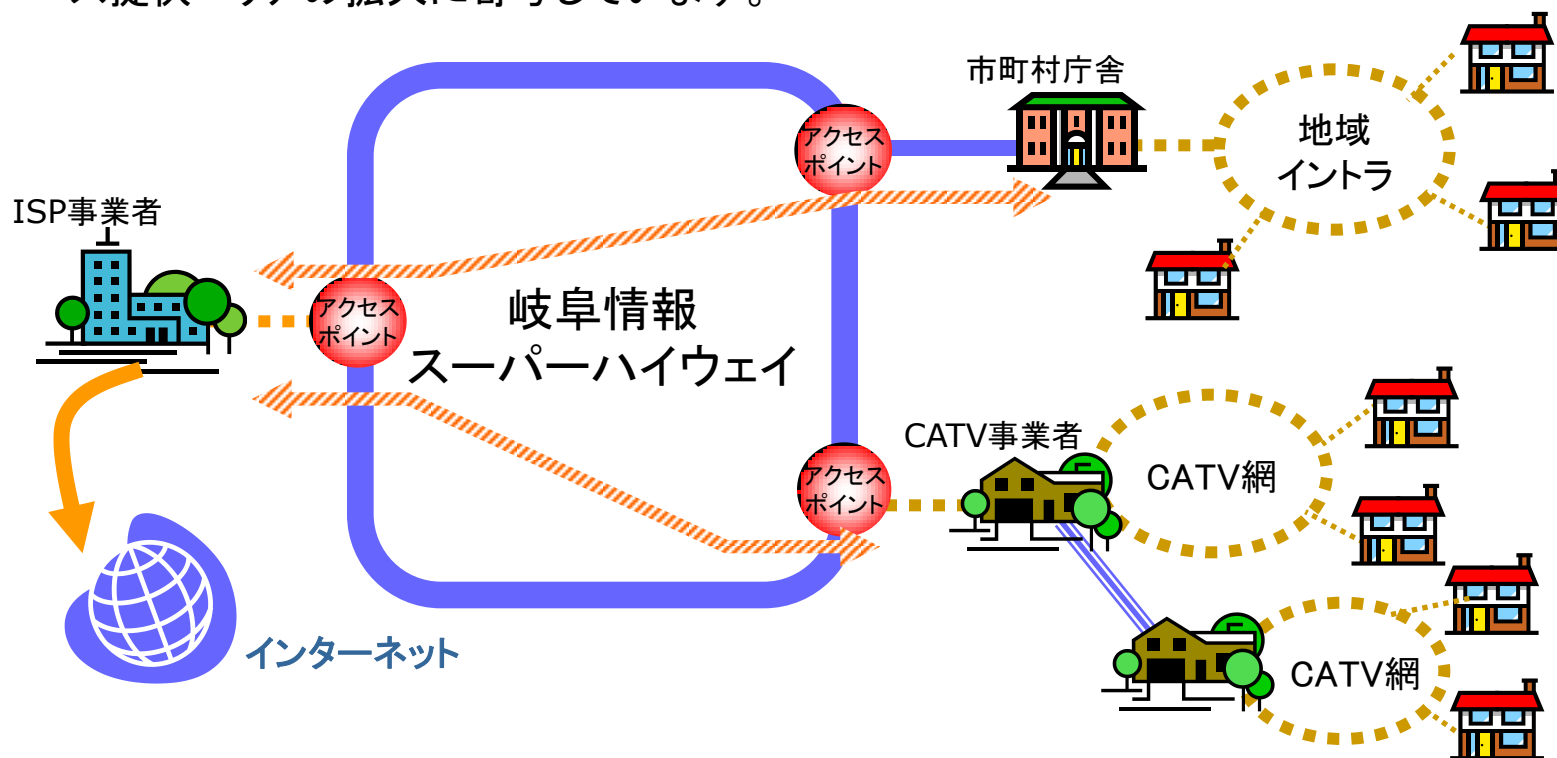 市町村庁舎
アクセス
ポイント
地域
イントラ
ISP事業者
アクセス
ポイント
岐阜情報
スーパーハイウェイ
CATV事業者
CATV網
アクセス
ポイント
インターネット
CATV網